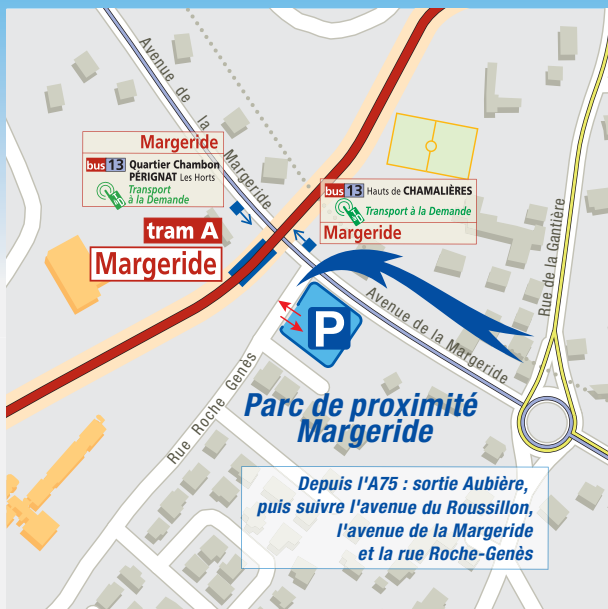 Avenue de la Margeride
Margeride
bus 13 Quartier Chambon
PÉRIGNAT Les Horts
Transport
à la Demande
bus 13 Hauts de CHAMALIÈRES
Transport à la Demande
Margeride
tram A
Margeride
Rue de la Gantière
Avenue de la Margeride
P
Rue Roche Genès
Parc de proximité
Margeride
Depuis l'A75 : sortie Aubière,
puis suivre l'avenue du Roussillon,
l'avenue de la Margeride
et la rue Roche-Genès